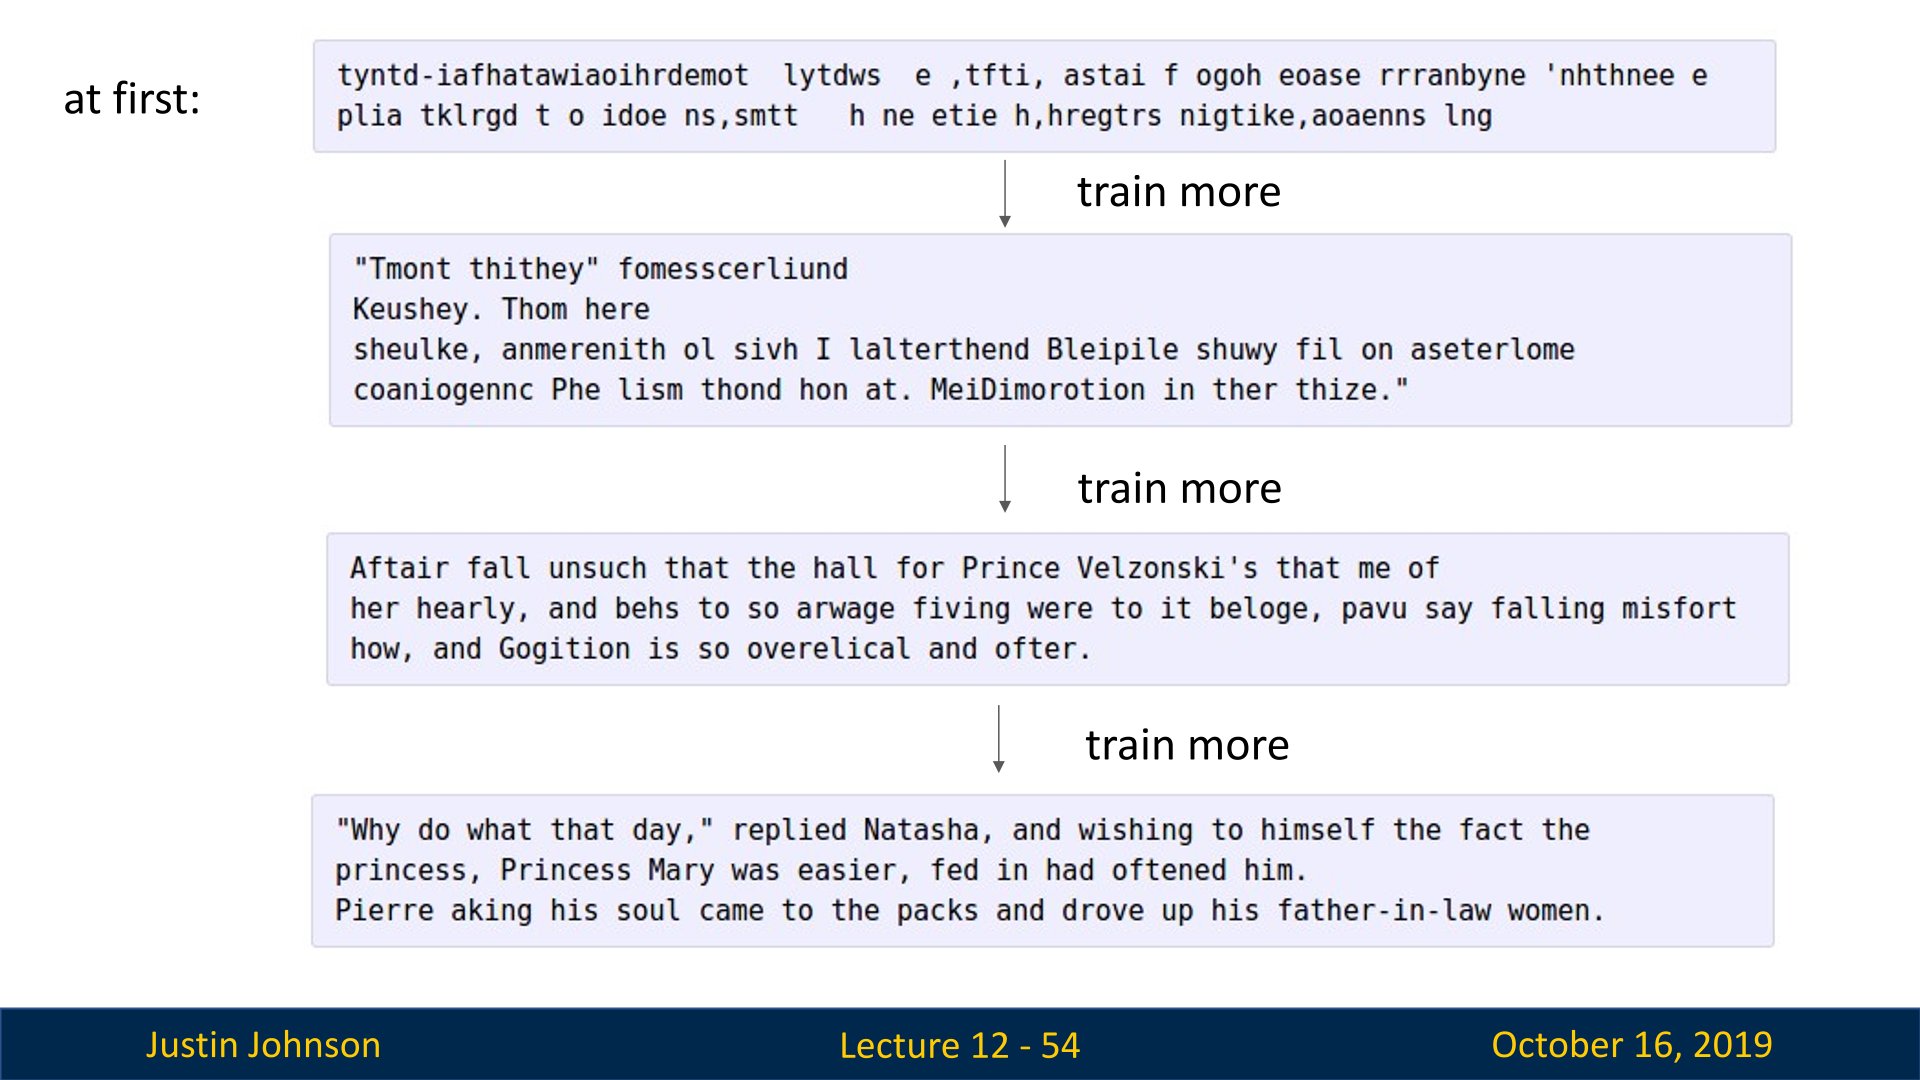 at first:
tyntd-iafhatawiaoihrdemot  lytdws  e ,tfti, astai f ogoh eoase rrranbyne 'nhthnee e
plia tklrgd t o idoe ns,smtt   h ne etie h,hregtrs nigtike,aoaenns lng
train more
"Tmont thithey" fomesscerliund
Keushey. Thom here
sheulke, anmerenith ol sivh I lalterthend Bleipile shuwy fil on aseterlome
coaniogennc Phe lism thond hon at. MeiDimorotion in ther thize."
train more
Aftair fall unsuch that the hall for Prince Velzonski's that me of
her hearly, and behs to so arwage fiving were to it beloge, pavu say falling misfort
how, and Gogition is so overelical and ofter.
train more
"Why do what that day," replied Natasha, and wishing to himself the fact the
princess, Princess Mary was easier, fed in had oftened him.
Pierre aking his soul came to the packs and drove up his father-in-law women.
Justin Johnson
Lecture 12 - 54
October 16, 2019